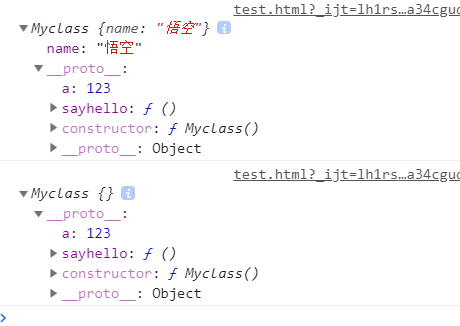 test.html?_ijt=lh1rs…a34cguc
▼Myclass {name: "悟空"} i
name: "悟空"
▼__proto__:
a: 123
▶sayhello: ƒ ()
▶constructor: ƒ Myclass()
▶__proto__: Object
test.html?_ijt=lh1rs…a34cguc
▼Myclass {} i
▼__proto__:
a: 123
▶sayhello: ƒ ()
▶constructor: ƒ Myclass()
▶__proto__: Object
>